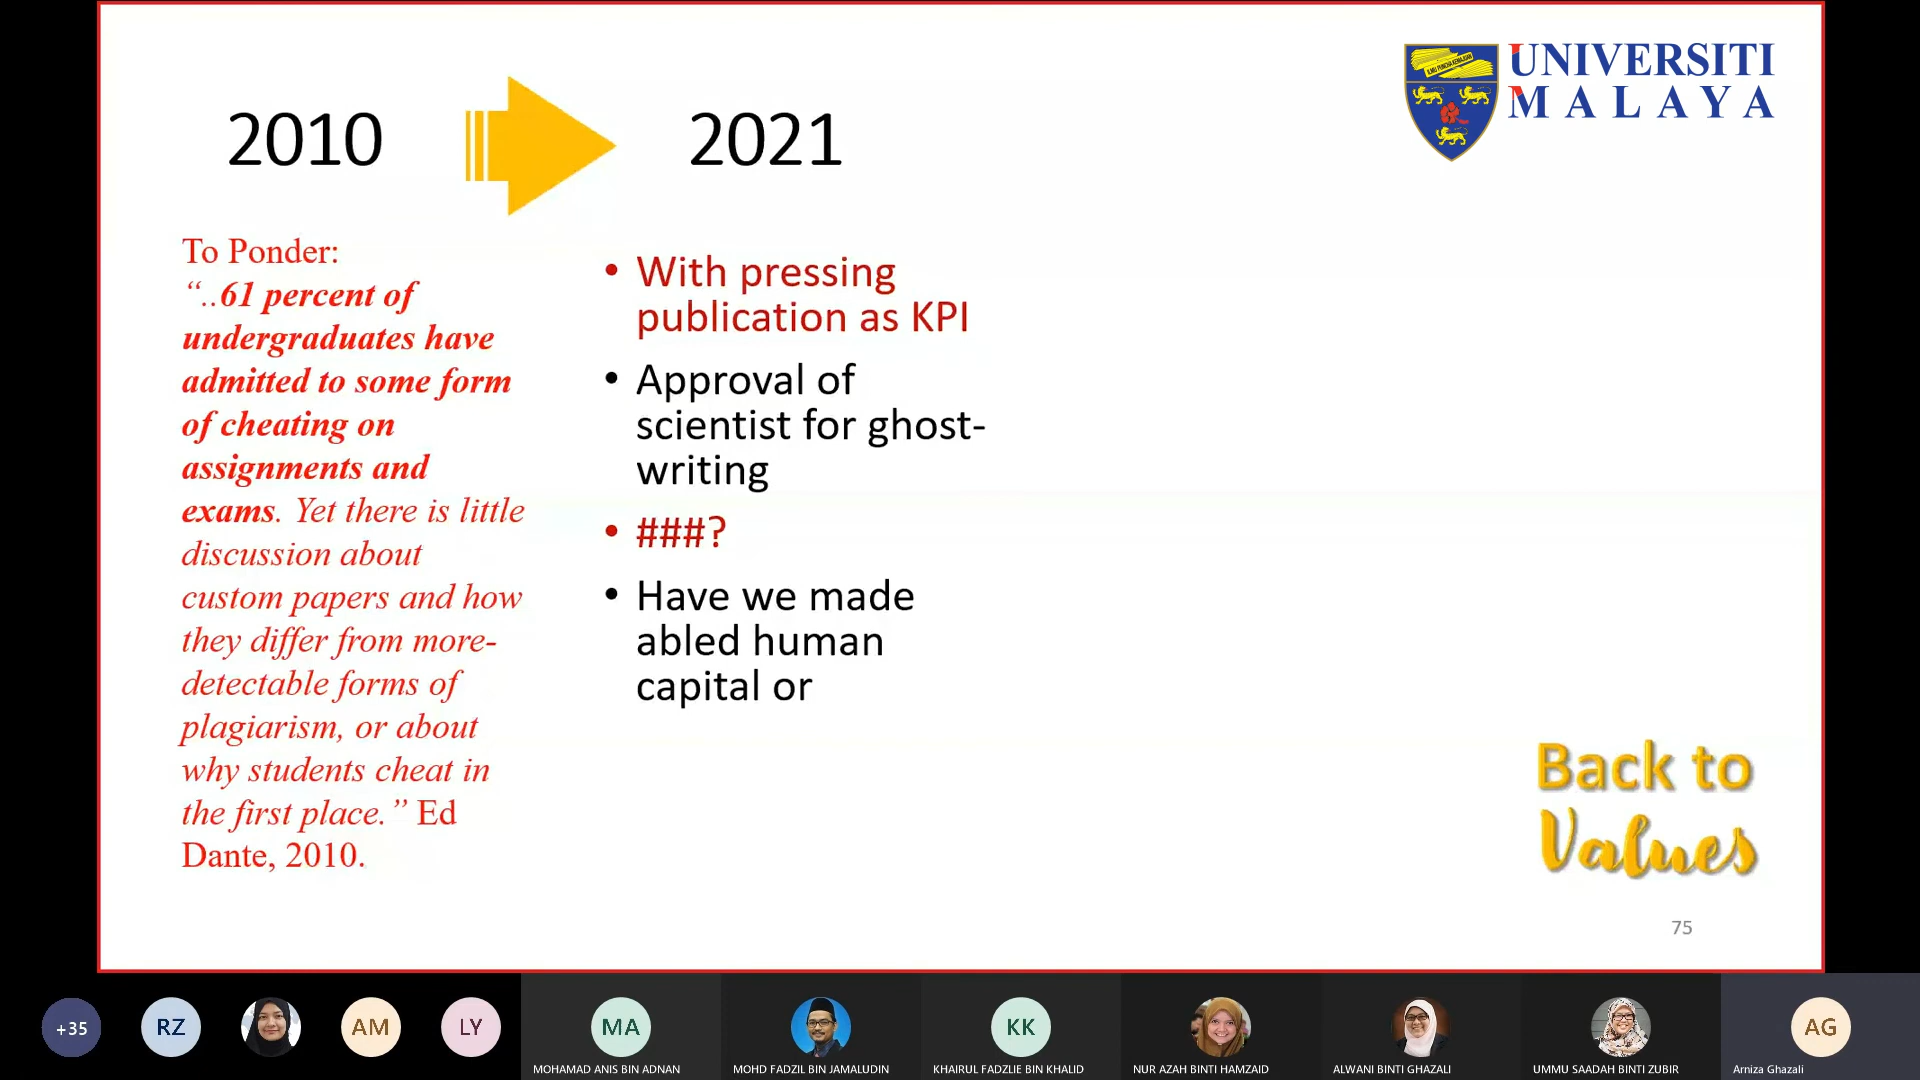 UNIVERSITI
MALAYA
ILMU PUNCA KEMAJUAN
2010
2021
To Ponder:
“..61 percent of
undergraduates have
admitted to some form
of cheating on
assignments and
exams. Yet there is little
discussion about
custom papers and how
they differ from more-
detectable forms of
plagiarism, or about
why students cheat in
the first place.” Ed
Dante, 2010.
• With pressing
publication as KPI
• Approval of
scientist for ghost-
writing
• ###?
• Have we made
abled human
capital or
Back to
Values
75
+35
RZ
AM
LY
MA
MOHAMAD ANIS BIN ADNAN
MOHD FADZIL BIN JAMALUDIN
KK
KHAIRUL FADZLIE BIN KHALID
NUR AZAH BINTI HAMZAID
ALWANI BINTI GHAZALI
UMMU SAADAH BINTI ZUBIR
AG
Arniza Ghazali